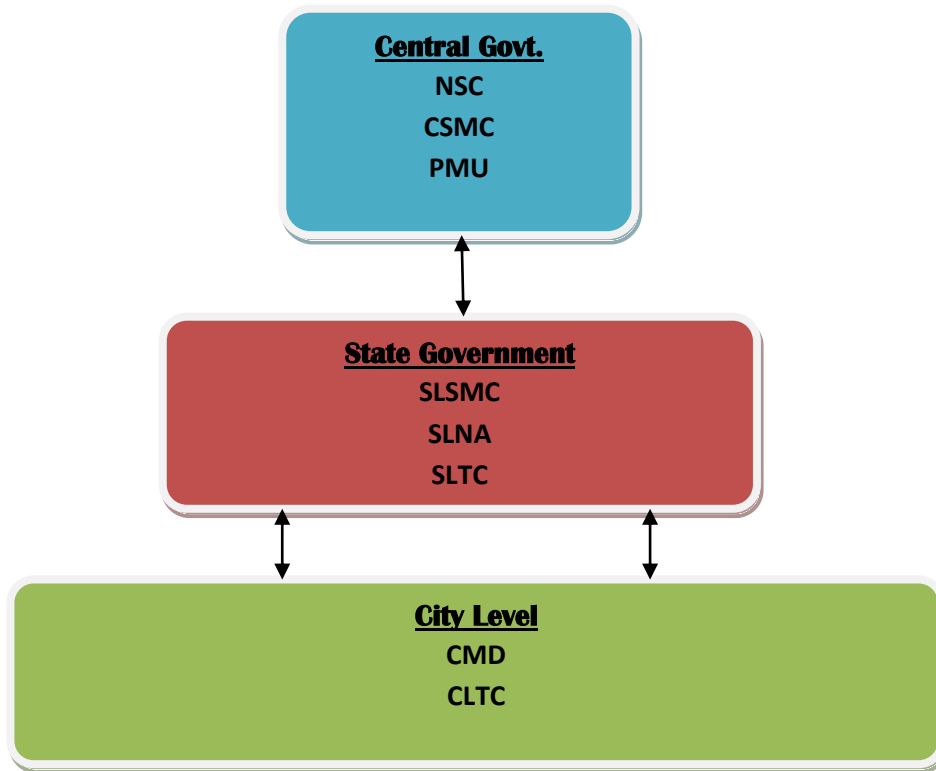 Central Govt.
NSC
CSMC
PMU
State Government
SLSMC
SLNA
SLTC
City Level
CMD
CLTC